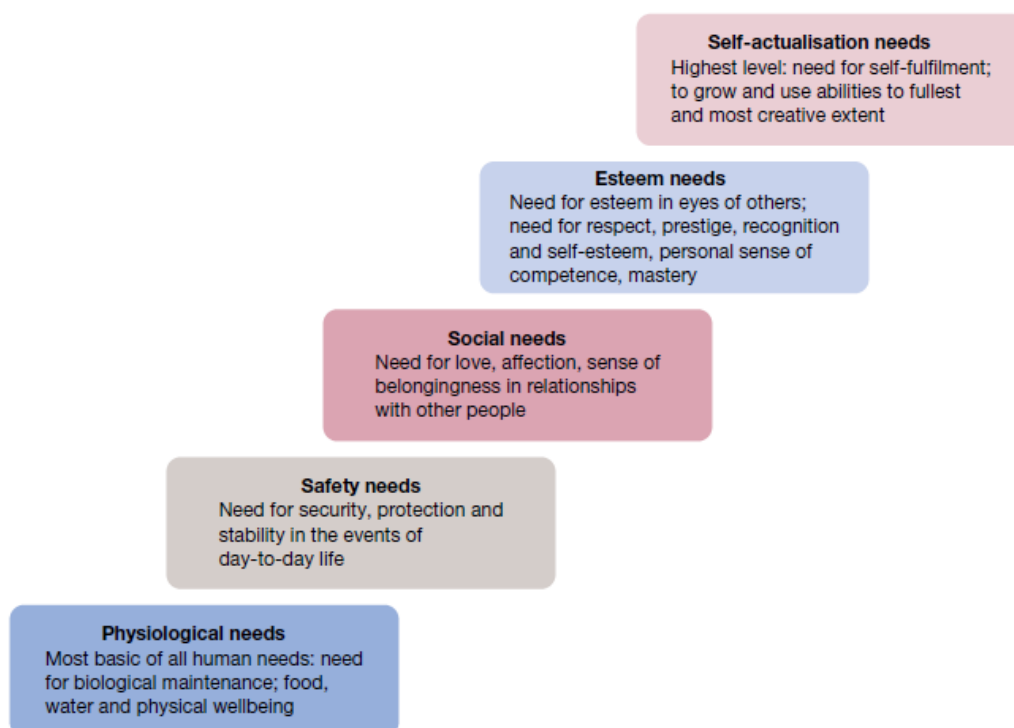 Self-actualisation needs
Highest level: need for self-fulfilment;
to grow and use abilities to fullest
and most creative extent
Esteem needs
Need for esteem in eyes of others;
need for respect, prestige, recognition
and self-esteem, personal sense of
competence, mastery
Social needs
Need for love, affection, sense of
belongingness in relationships
with other people
Safety needs
Need for security, protection and
stability in the events of
day-to-day life
Physiological needs
Most basic of all human needs: need
for biological maintenance; food,
water and physical wellbeing